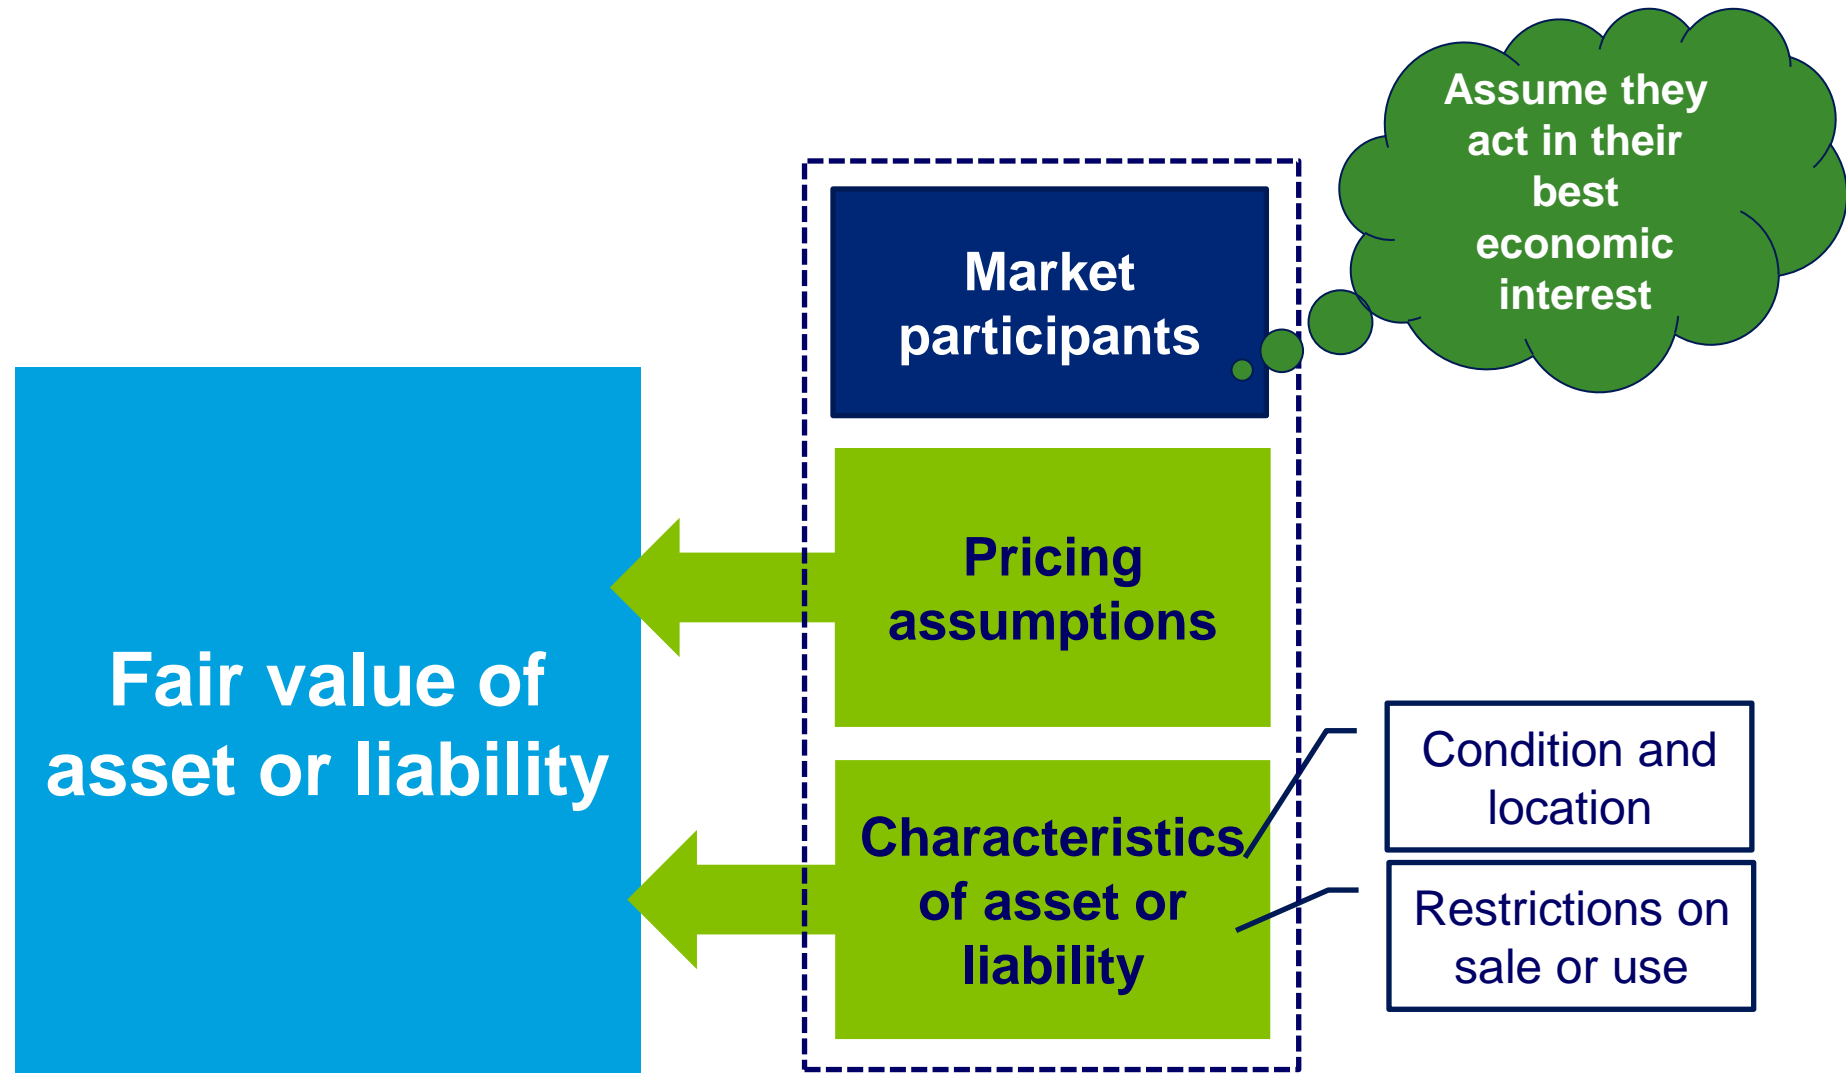 Assume they
act in their
best
economic
interest
Market
participants
Pricing
assumptions
Fair value of
asset or liability
Characteristics
of asset or
liability
Condition and
location
Restrictions on
sale or use